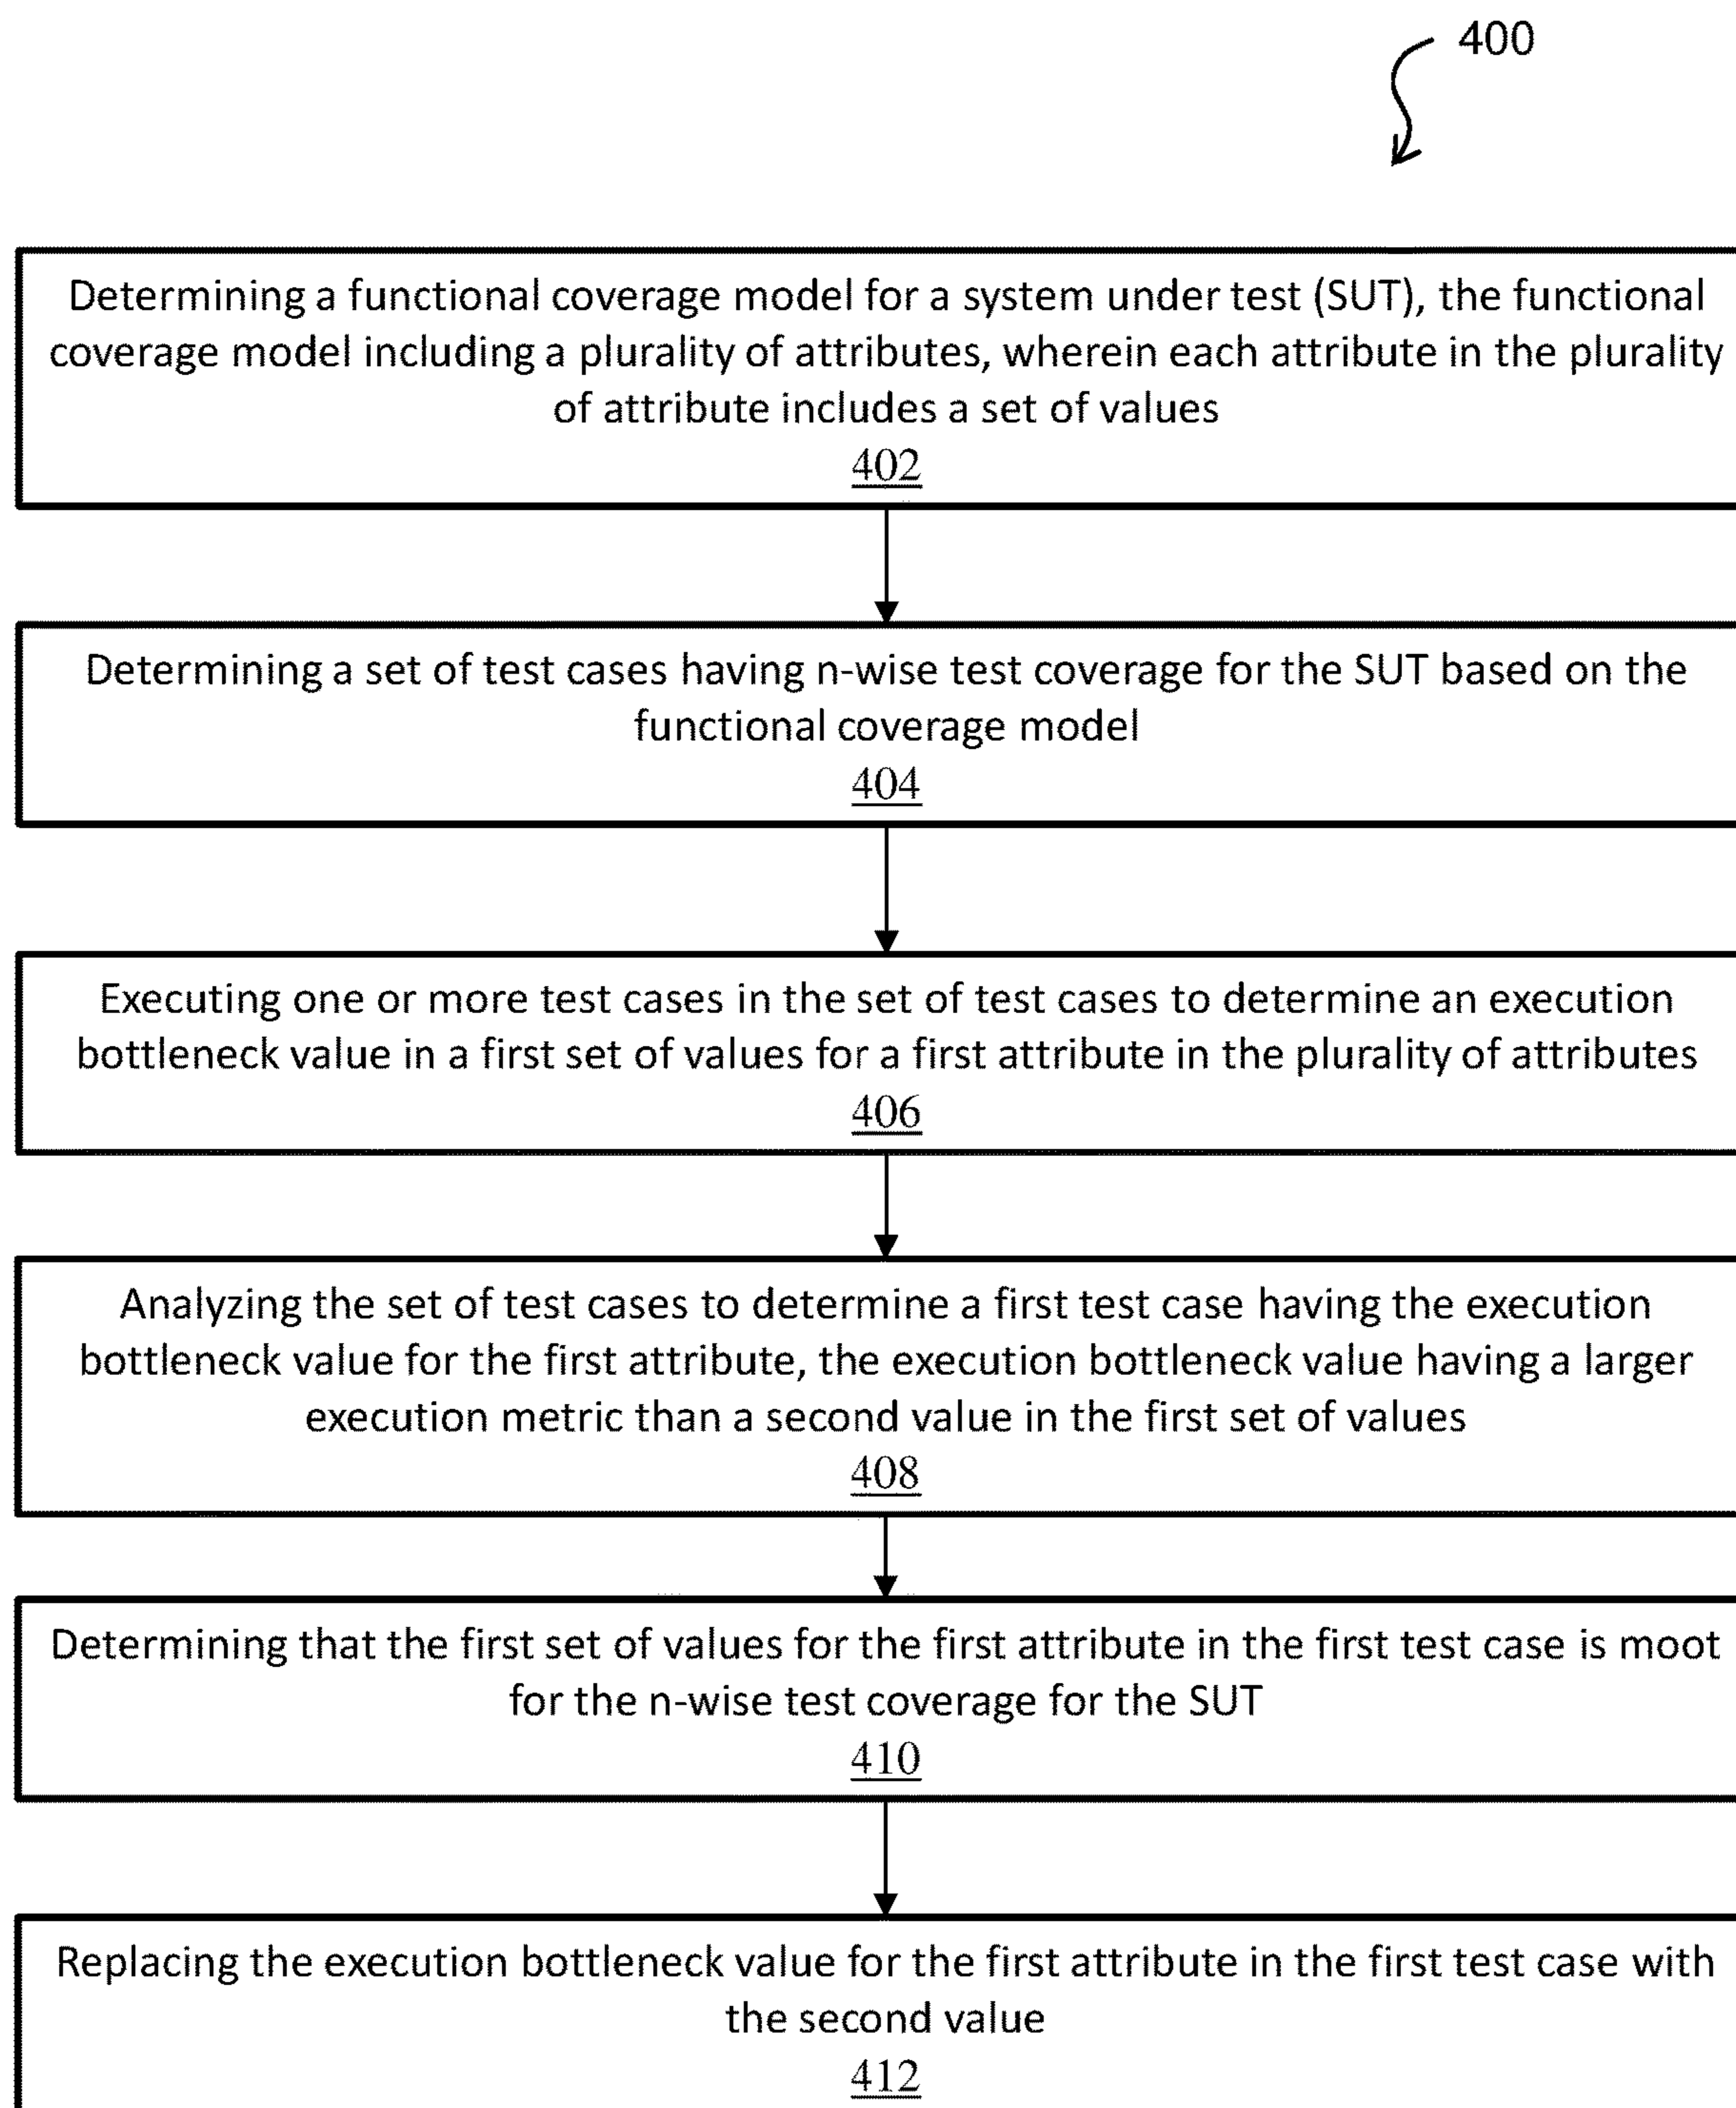 400
Determining a functional coverage model for a system under test (SUT), the functional
coverage model including a plurality of attributes, wherein each attribute in the plurality
of attribute includes a set of values
402
Determining a set of test cases having n-wise test coverage for the SUT based on the
functional coverage model
404
Executing one or more test cases in the set of test cases to determine an execution
bottleneck value in a first set of values for a first attribute in the plurality of attributes
406
Analyzing the set of test cases to determine a first test case having the execution
bottleneck value for the first attribute, the execution bottleneck value having a larger
execution metric than a second value in the first set of values
408
Determining that the first set of values for the first attribute in the first test case is moot
for the n-wise test coverage for the SUT
410
Replacing the execution bottleneck value for the first attribute in the first test case with
the second value
412